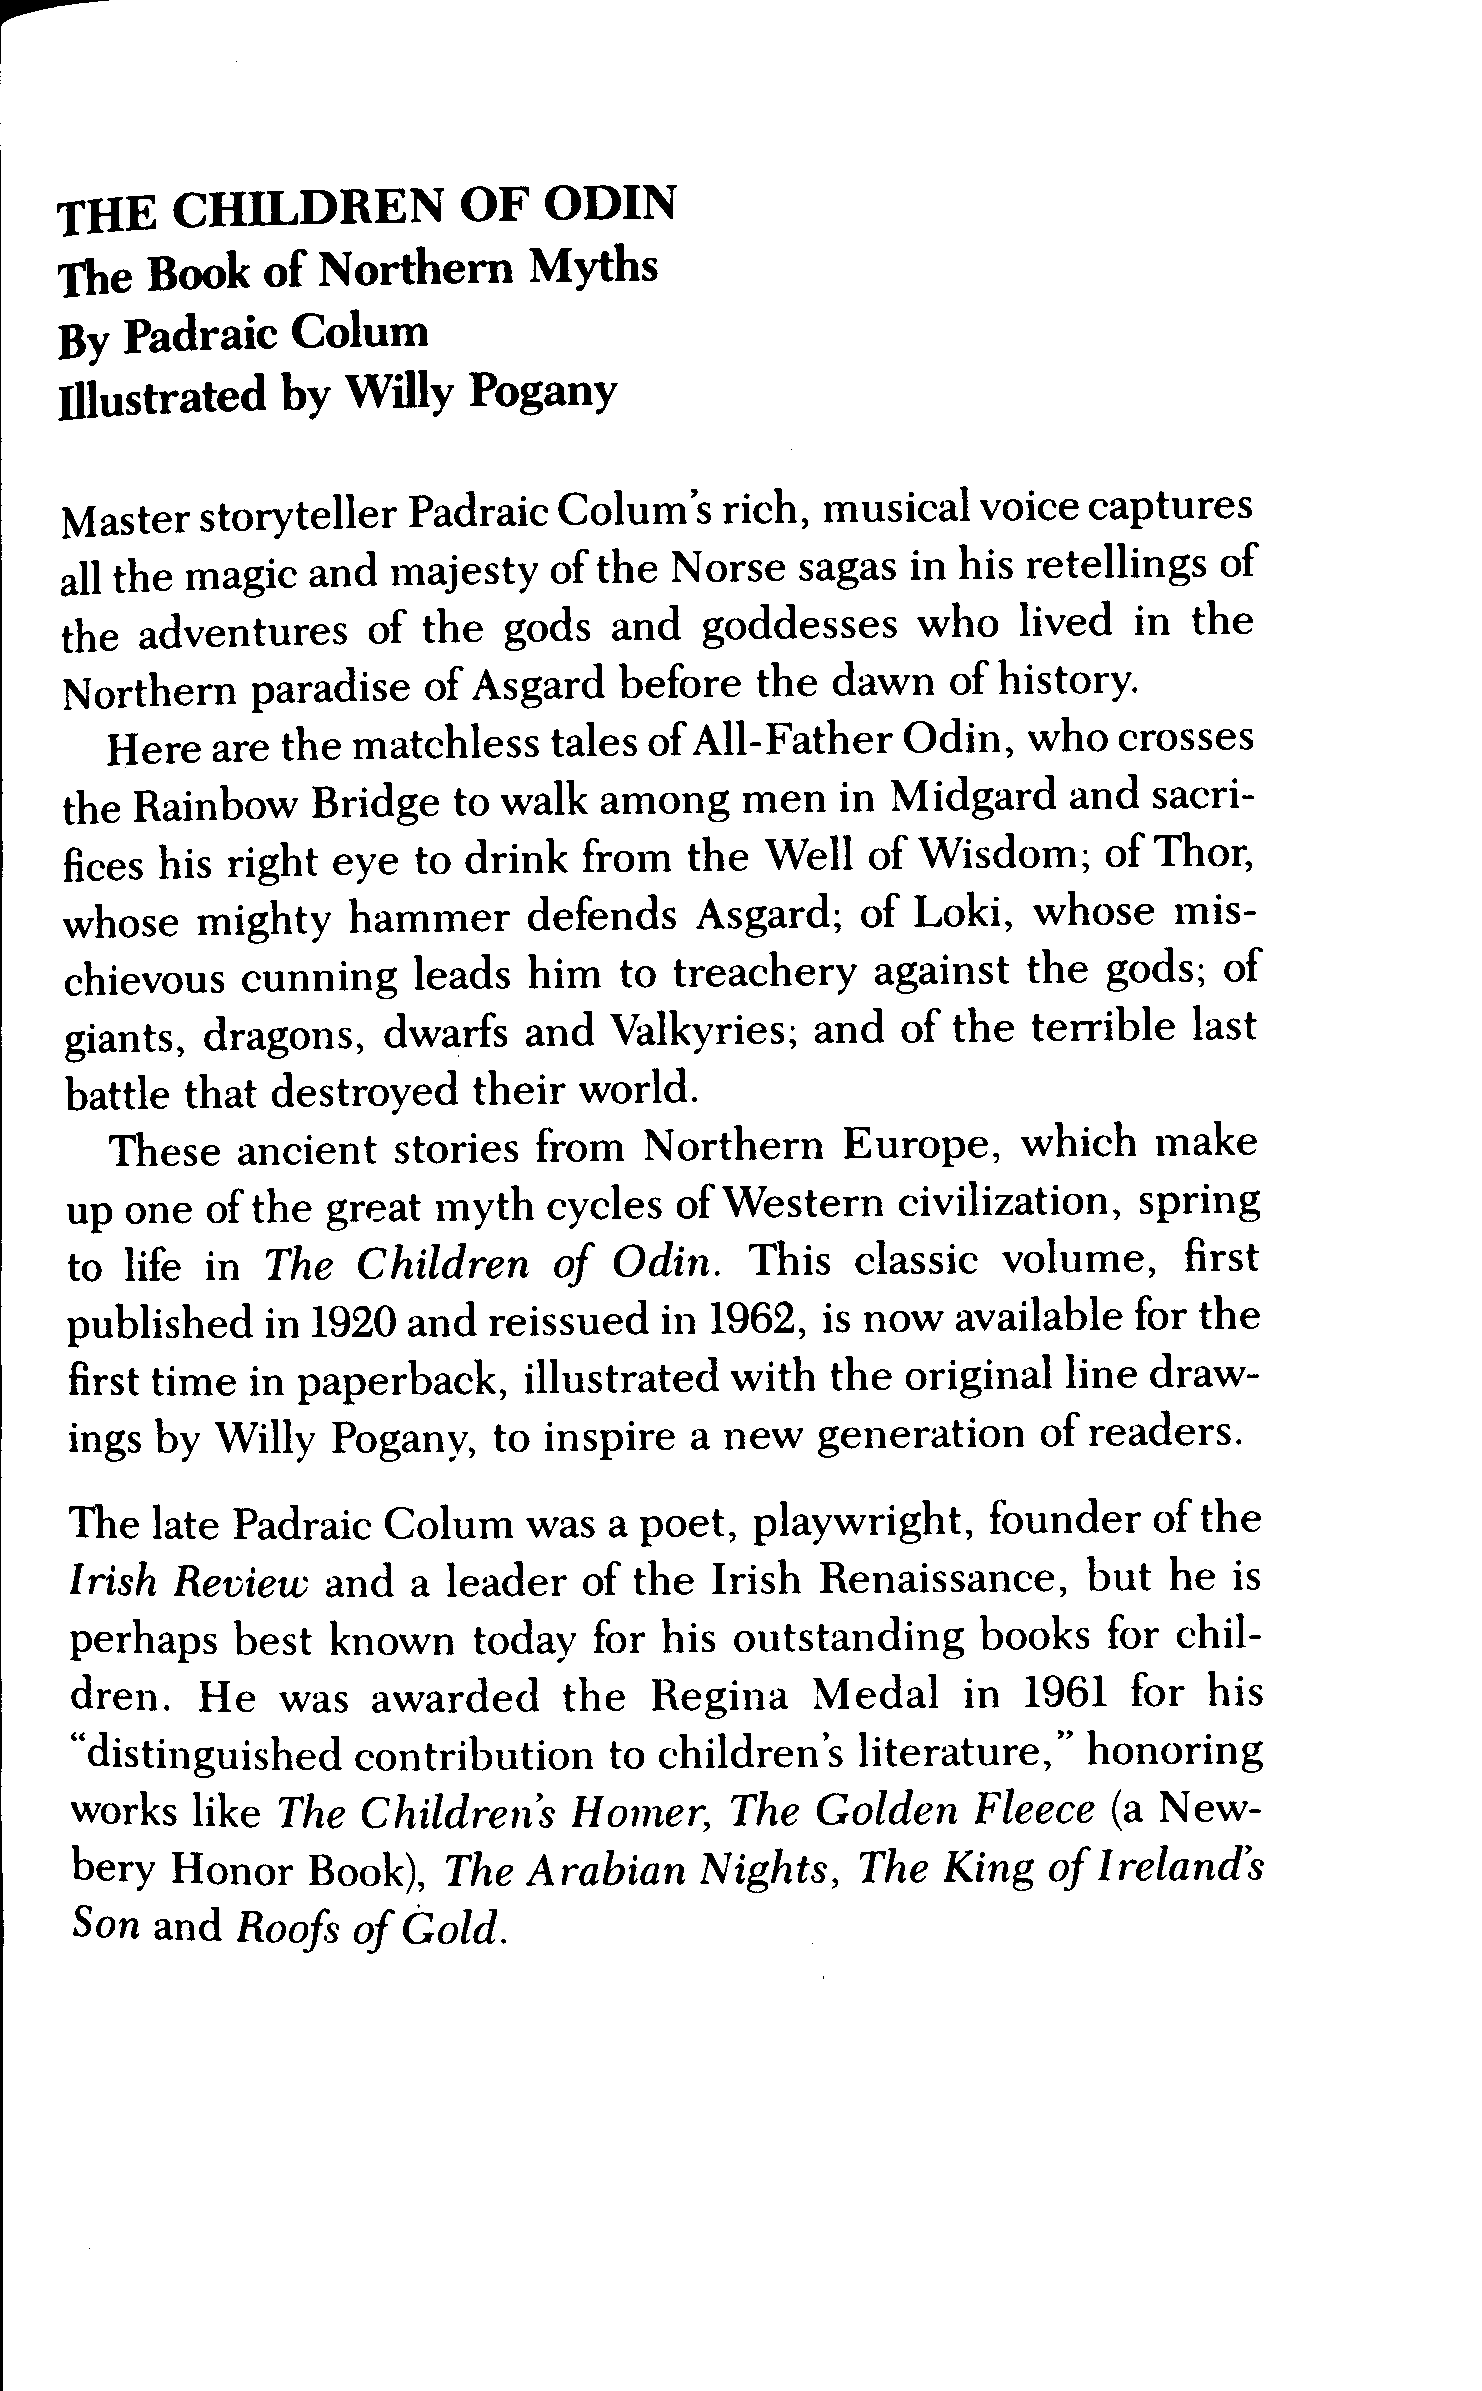 THE CHILDREN OF ODIN
The Book of Northern Myths
By Padraic Colum
Illustrated by Willy Pogany
Master storyteller Padraic Colum's rich, musical voice captures
all the magic and majesty of the Norse sagas in his retellings of
the adventures of the gods and goddesses who lived in the
Northern paradise of Asgard before the dawn of history.
Here are the matchless tales of All-Father Odin, who crosses
the Rainbow Bridge to walk among men in Midgard and sacri-
fices his right eye to drink from the Well of Wisdom; of Thor,
whose mighty hammer defends Asgard; of Loki, whose mis-
chievous cunning leads him to treachery against the gods; of
giants, dragons, dwarfs and Valkyries; and of the terrible last
battle that destroyed their world.
These ancient stories from Northern Europe, which make
up one of the great myth cycles of Western civilization, spring
to life in The Children of Odin. This classic volume, first
published in 1920 and reissued in 1962, is now available for the
first time in paperback, illustrated with the original line draw-
ings by Willy Pogany, to inspire a new generation of readers.
The late Padraic Colum was a poet, playwright, founder of the
Irish Review and a leader of the Irish Renaissance, but he is
perhaps best known today for his outstanding books for chil-
dren. He was awarded the Regina Medal in 1961 for his
“distinguished contribution to children's literature,” honoring
works like The Children's Homer, The Golden Fleece (a New-
bery Honor Book), The Arabian Nights, The King of Ireland's
Son and Roofs of Gold.